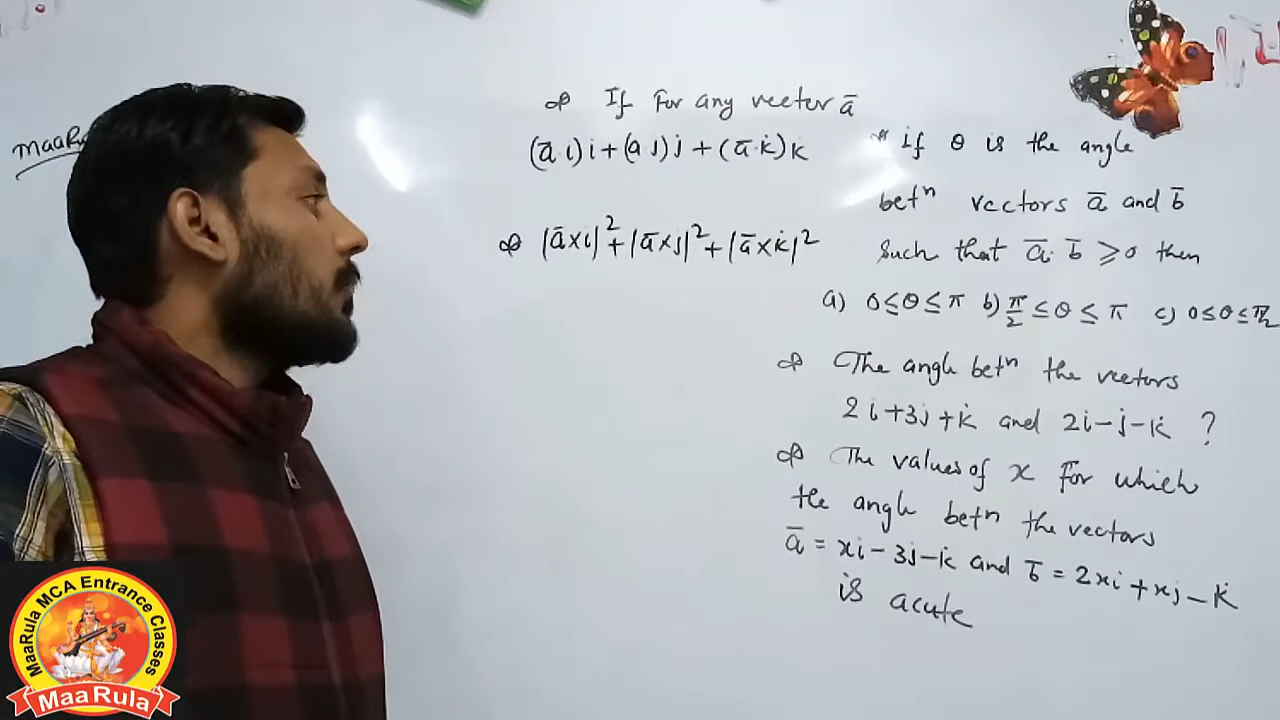 If For any vector ā
(ā.i)i+(a.j)j+(ā.k)k
|ā×i|²+|ā×j|²+|ā×k|²
* if θ is the angle
betⁿ vectors ā and b̄
Such that ā.b̄ ⩾0 then
a) 0≤θ≤π b) π/2 ≤θ≤ π c) 0≤θ≤π/2
The angle betⁿ the vectors
2i+3j+k and 2i-j-k ?
The values of x For which
the angle betⁿ the vectors
ā = xi-3j-k and b̄ = 2xi+xj-k
is acute
MaaRula MCA Entrance Classes
MaaRula